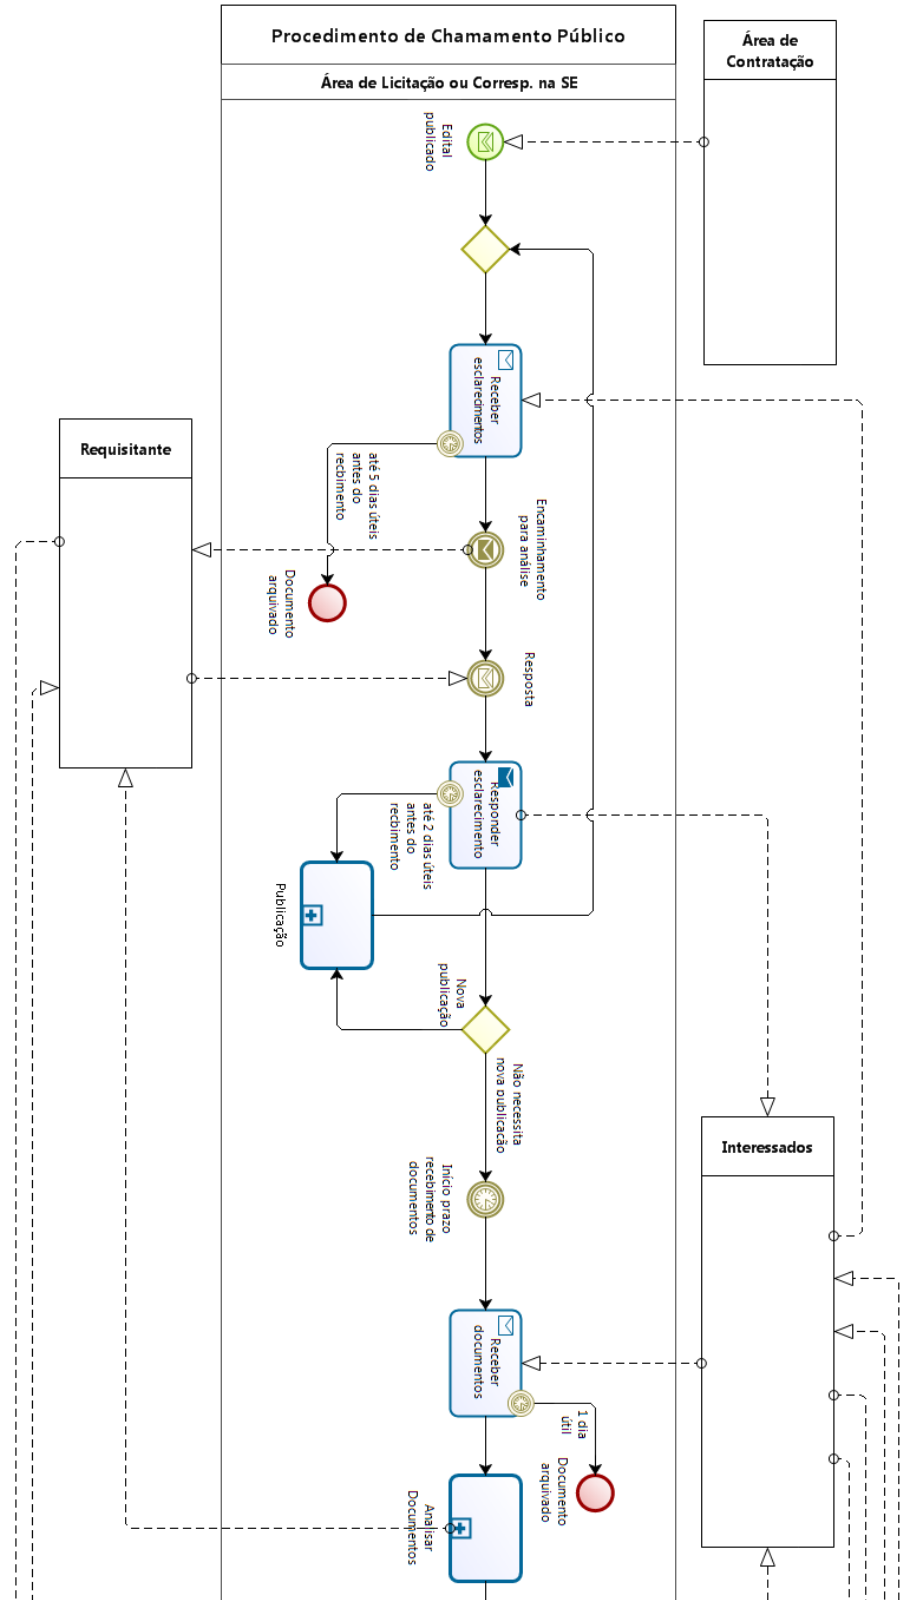 Procedimento de Chamamento Público
Área de Licitação ou Corresp. na SE
Área de
Contratação
Edital
publicado
Receber
esclarecimentos
Requisitante
até 5 dias úteis
antes do
recbimento
Encaminhamento
para análise
Documento
arquivado
Resposta
Responder
esclarecimento
até 2 dias úteis
antes do
recbimento
Publicação
Nova
publicação
Não necessita
nova publicação
Interessados
Início prazo
recebimento de
documentos
Receber
documentos
1 dia
útil
Documento
arquivado
Analisar
Documentos